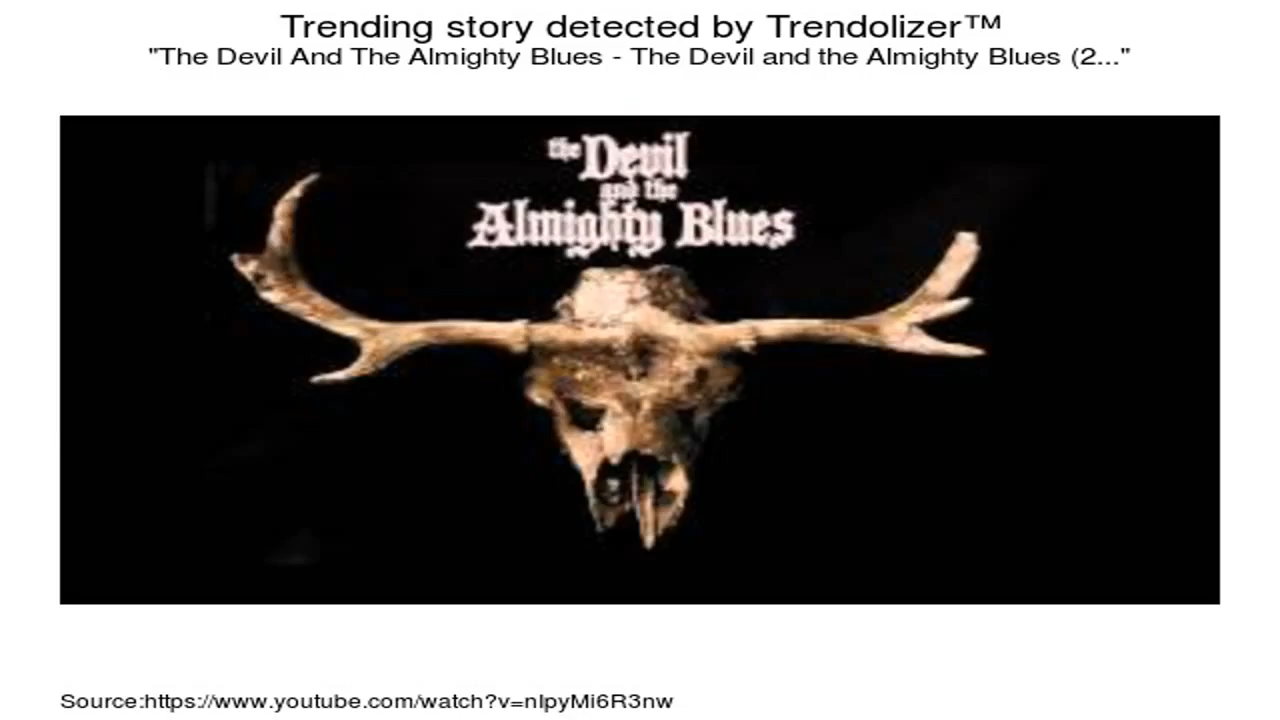 Trending story detected by Trendolizer™
"The Devil And The Almighty Blues - The Devil and the Almighty Blues (2..."
the Devil
and the
Almighty Blues
Source:https://www.youtube.com/watch?v=nIpyMi6R3nw